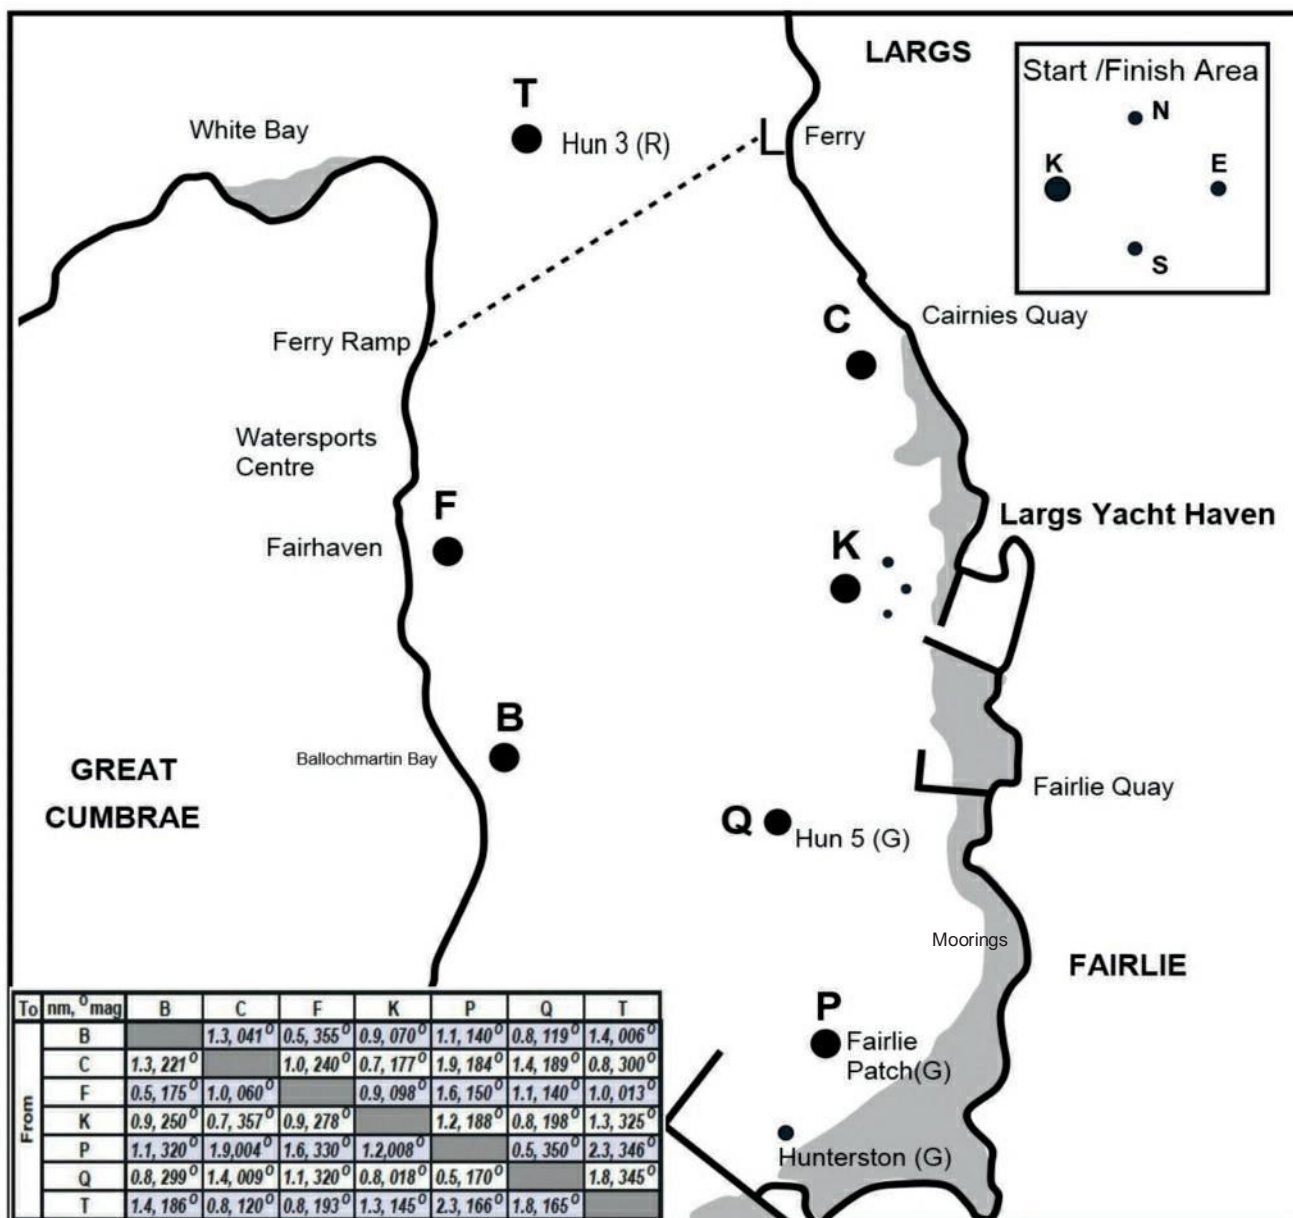 LARGS
Start /Finish Area
N
K
E
S
T
Hun 3 (R)
White Bay
Ferry
C
Cairnies Quay
Ferry Ramp
Watersports
Centre
F
Fairhaven
K
Largs Yacht Haven
B
Ballochmartin Bay
GREAT
CUMBRAE
Fairlie Quay
Q
Hun 5 (G)
Moorings
FAIRLIE
P
Fairlie
Patch(G)
Hunterston (G)
To nm, °mag B C F K P Q T
From
B 1.3, 041° 0.5, 355° 0.9, 070° 1.1, 140° 0.8, 119° 1.4, 006°
C 1.3, 221° 1.0, 240° 0.7, 177° 1.9, 184° 1.4, 189° 0.8, 300°
F 0.5, 175° 1.0, 060° 0.9, 098° 1.6, 150° 1.1, 140° 1.0, 013°
K 0.9, 250° 0.7, 357° 0.9, 278° 1.2, 188° 0.8, 198° 1.3, 325°
P 1.1, 320° 1.9,004° 1.6, 330° 1.2,008° 0.5, 350° 2.3, 346°
Q 0.8, 299° 1.4, 009° 1.1, 320° 0.8, 018° 0.5, 170° 1.8, 345°
T 1.4, 186° 0.8, 120° 0.8, 193° 1.3, 145° 2.3, 166° 1.8, 165°